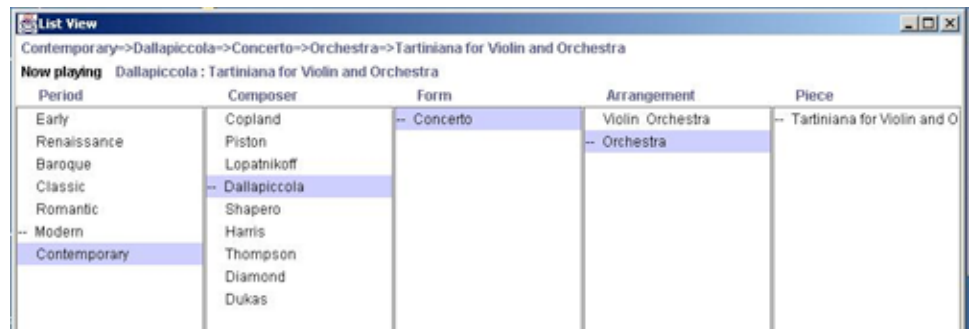 List View
Contemporary=>Dallapiccola=>Concerto=>Orchestra=>Tartiniana for Violin and Orchestra
Now playing Dallapiccola : Tartiniana for Violin and Orchestra
Period Composer Form Arrangement Piece
Early Copland -- Concerto Violin Orchestra -- Tartiniana for Violin and O
Renaissance Piston -- Orchestra
Baroque Lopatnikoff
Classic -- Dallapiccola
Romantic Shapero
-- Modern Harris
Contemporary Thompson
Diamond
Dukas